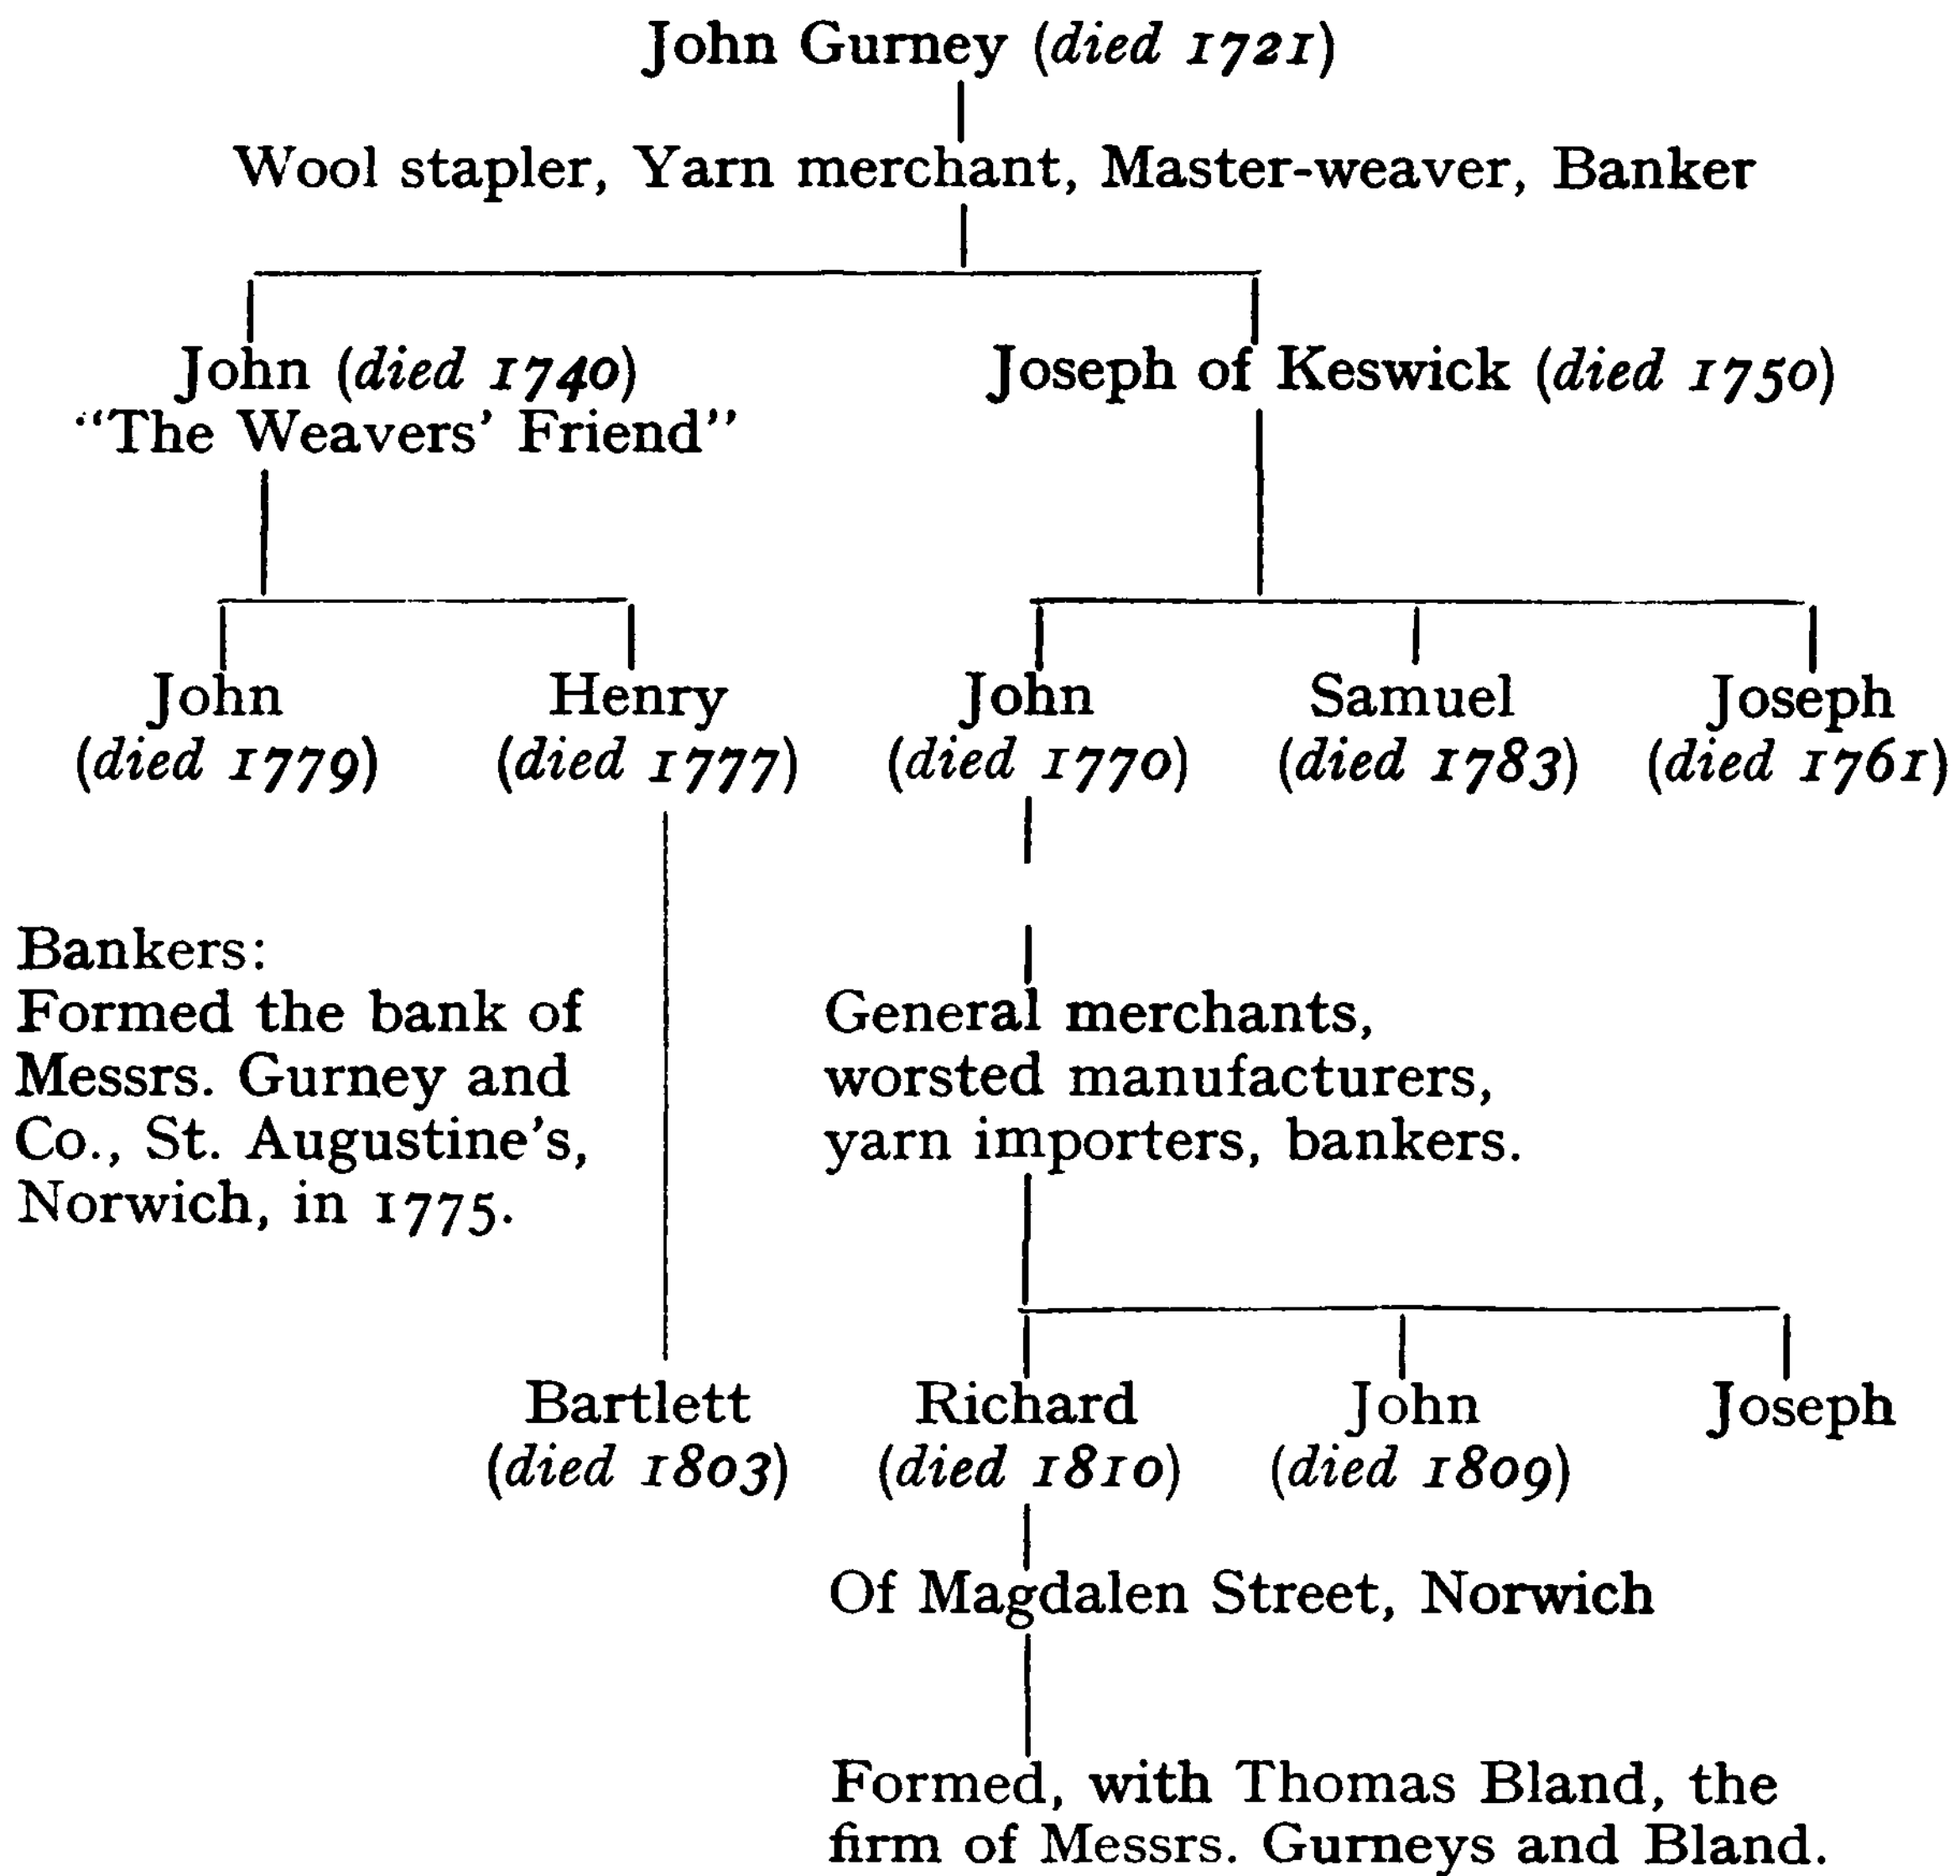 John Gurney (died 1721)
Wool stapler, Yarn merchant, Master-weaver, Banker
John (died 1740)
"The Weavers' Friend"
Joseph of Keswick (died 1750)
John
(died 1779)
Henry
(died 1777)
John
(died 1770)
Samuel
(died 1783)
Joseph
(died 1761)
Bankers:
Formed the bank of
Messrs. Gurney and
Co., St. Augustine's,
Norwich, in 1775.
General merchants,
worsted manufacturers,
yarn importers, bankers.
Bartlett
(died 1803)
Richard
(died 1810)
John
(died 1809)
Joseph
Of Magdalen Street, Norwich
Formed, with Thomas Bland, the
firm of Messrs. Gurneys and Bland.